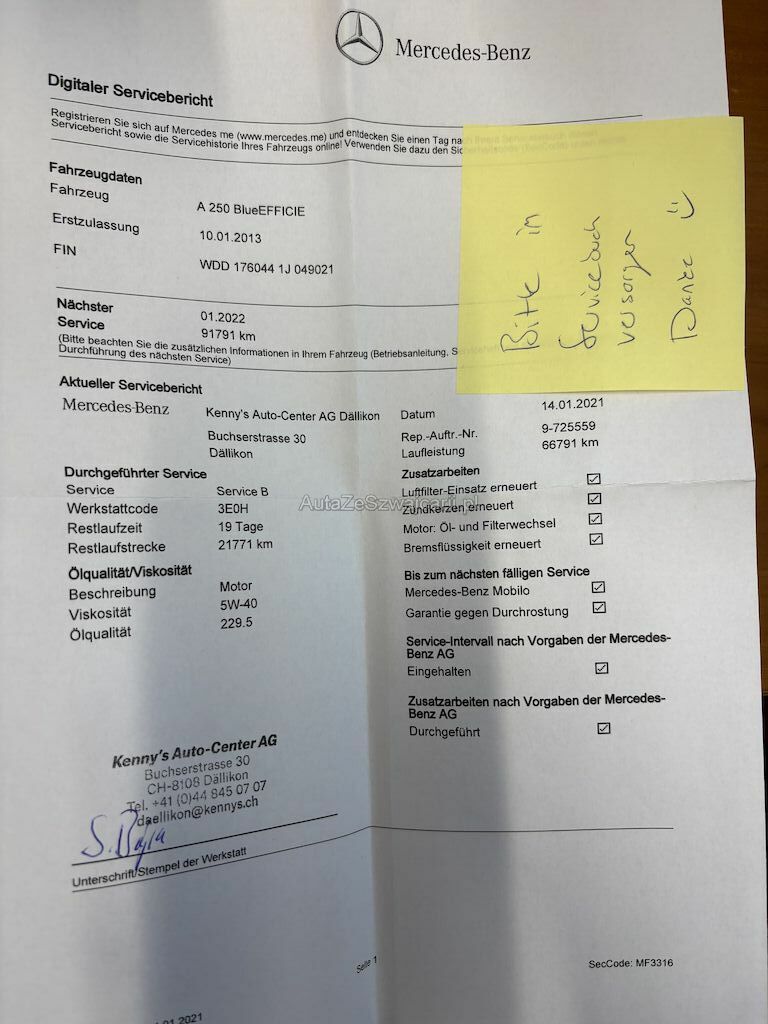 Mercedes-Benz
Digitaler Servicebericht
Registrieren Sie sich auf Mercedes me (www.mercedes.me) und entdecken Sie einen Tag nach Ihrem
Servicebericht sowie die Servicehistorie Ihres Fahrzeugs online! Verwenden Sie dazu den
Fahrzeugdaten
Fahrzeug A 250 BlueEFFICIE
Erstzulassung 10.01.2013
FIN WDD 176044 1J 049021
Bitte in
Servicebuch
versorgen
Danke
Nächster 01.2022
Service 91791 km
(Bitte beachten Sie die zusätzlichen Informationen in Ihrem Fahrzeug (Betriebsanleitung,
Durchführung des nächsten Service)
Aktueller Servicebericht
Mercedes-Benz Kenny's Auto-Center AG Dällikon
Buchserstrasse 30
Dällikon
Datum 14.01.2021
Rep.-Auftr.-Nr. 9-725559
Laufleistung 66791 km
Durchgeführter Service
Service Service B
Werkstattcode 3E0H
Restlaufzeit 19 Tage
Restlaufstrecke 21771 km
Ölqualität/Viskosität
Beschreibung Motor
Viskosität 5W-40
Ölqualität 229.5
Zusatzarbeiten
Luftfilter-Einsatz erneuert
Zündkerzen erneuert
Motor: Öl- und Filterwechsel
Bremsflüssigkeit erneuert
Bis zum nächsten fälligen Service
Mercedes-Benz Mobilo
Garantie gegen Durchrostung
Service-Intervall nach Vorgaben der Mercedes-
Benz AG
Eingehalten
Zusatzarbeiten nach Vorgaben der Mercedes-
Benz AG
Durchgeführt
AutaZeSzwajcarii.pl
Kenny's Auto-Center AG
Buchserstrasse 30
CH-8108 Dällikon
Tel. +41 (0)44 845 07 07
daellikon@kennys.ch
Unterschrift/Stempel der Werkstatt
Seite 1
SecCode: MF3316
.01.2021